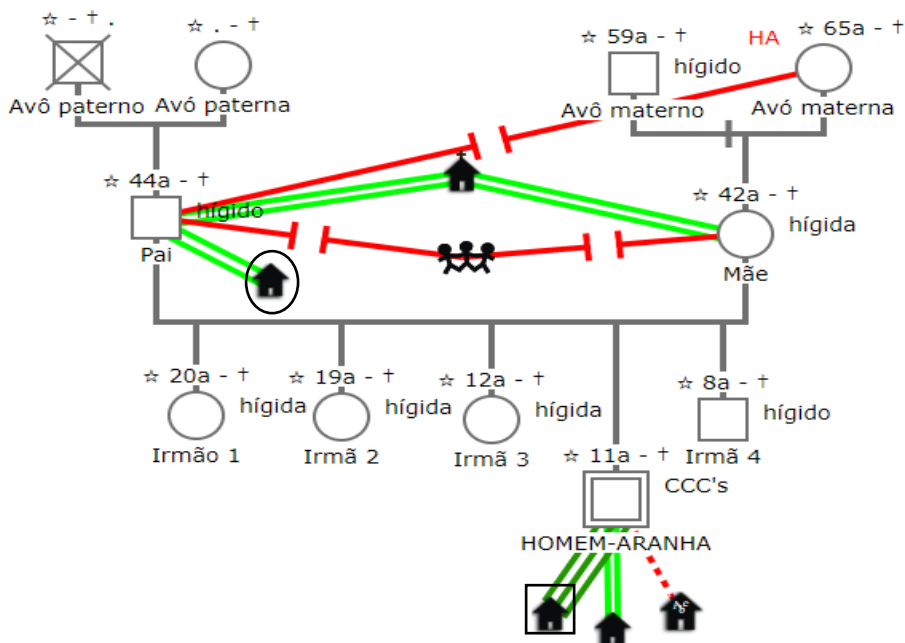 ☆ - † .
☆ . - †
☆ 59a - †
HA
☆ 65a - †
hígido
Avô paterno
Avó paterna
Avô materno
Avó materna
☆ 44a - †
☆ 42a - †
hígido
hígida
Pai
Mãe
☆ 20a - †
☆ 19a - †
☆ 12a - †
☆ 8a - †
hígida
hígida
hígida
hígido
Irmão 1
Irmã 2
Irmã 3
Irmã 4
☆ 11a - †
CCC's
HOMEM-ARANHA